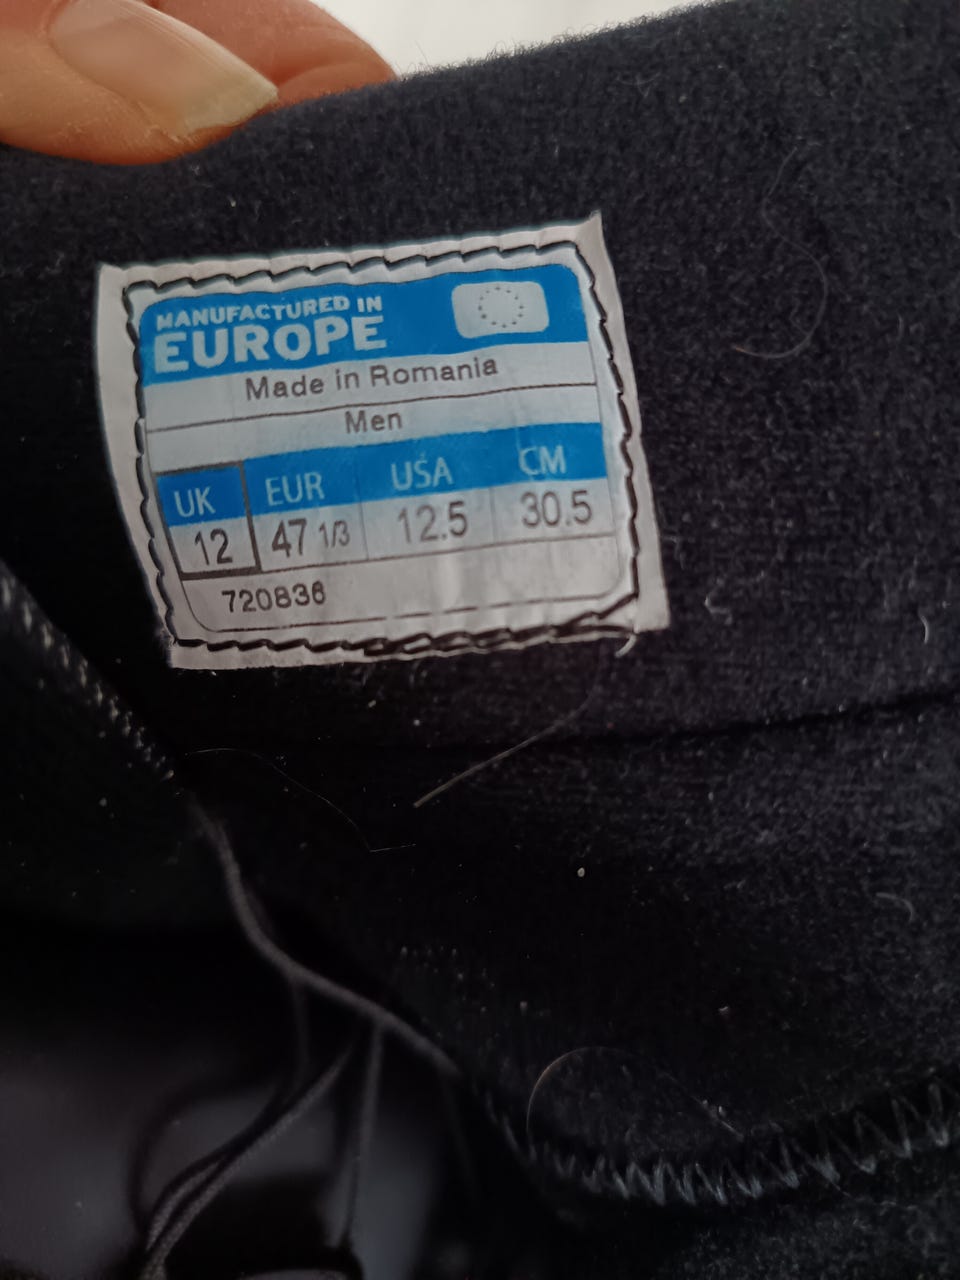 MANUFACTURED IN
EUROPE
Made in Romania
Men
UK EUR USA CM
12 47 1/3 12.5 30.5
720836